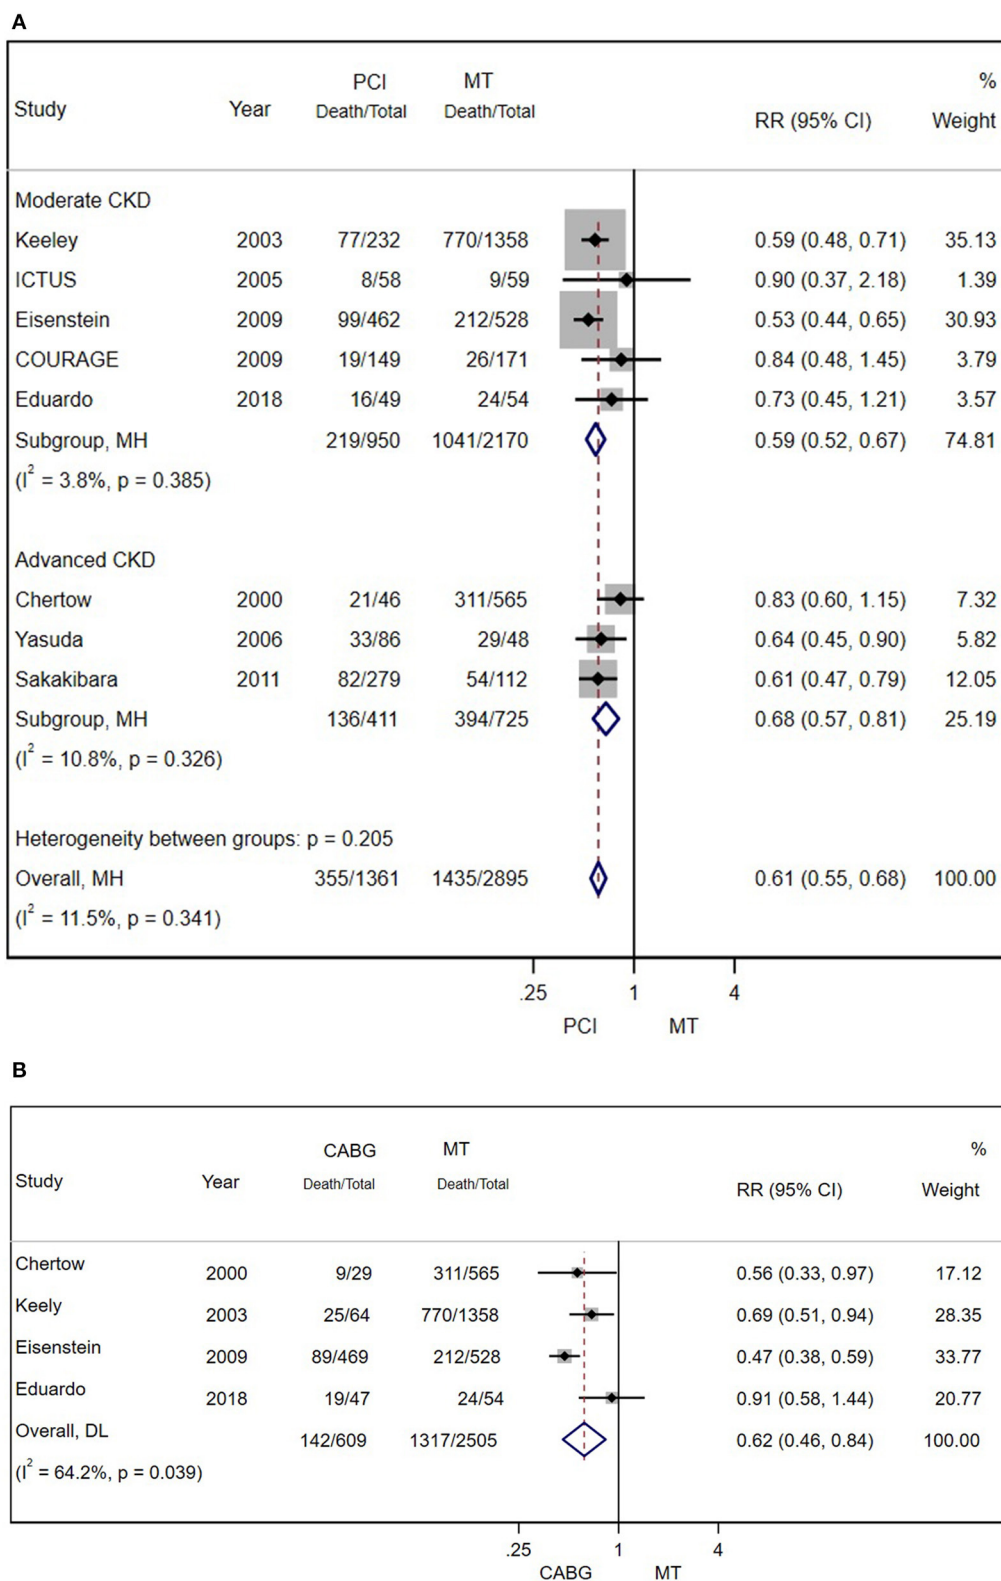 A
PCI MT %
Study Year Death/Total Death/Total RR (95% CI) Weight
Moderate CKD
Keeley 2003 77/232 770/1358 0.59 (0.48, 0.71) 35.13
ICTUS 2005 8/58 9/59 0.90 (0.37, 2.18) 1.39
Eisenstein 2009 99/462 212/528 0.53 (0.44, 0.65) 30.93
COURAGE 2009 19/149 26/171 0.84 (0.48, 1.45) 3.79
Eduardo 2018 16/49 24/54 0.73 (0.45, 1.21) 3.57
Subgroup, MH 219/950 1041/2170 0.59 (0.52, 0.67) 74.81
(I² = 3.8%, p = 0.385)
Advanced CKD
Chertow 2000 21/46 311/565 0.83 (0.60, 1.15) 7.32
Yasuda 2006 33/86 29/48 0.64 (0.45, 0.90) 5.82
Sakakibara 2011 82/279 54/112 0.61 (0.47, 0.79) 12.05
Subgroup, MH 136/411 394/725 0.68 (0.57, 0.81) 25.19
(I² = 10.8%, p = 0.326)
Heterogeneity between groups: p = 0.205
Overall, MH 355/1361 1435/2895 0.61 (0.55, 0.68) 100.00
(I² = 11.5%, p = 0.341)
.25 1 4
PCI MT
B
CABG MT %
Study Year Death/Total Death/Total RR (95% CI) Weight
Chertow 2000 9/29 311/565 0.56 (0.33, 0.97) 17.12
Keely 2003 25/64 770/1358 0.69 (0.51, 0.94) 28.35
Eisenstein 2009 89/469 212/528 0.47 (0.38, 0.59) 33.77
Eduardo 2018 19/47 24/54 0.91 (0.58, 1.44) 20.77
Overall, DL 142/609 1317/2505 0.62 (0.46, 0.84) 100.00
(I² = 64.2%, p = 0.039)
.25 1 4
CABG MT